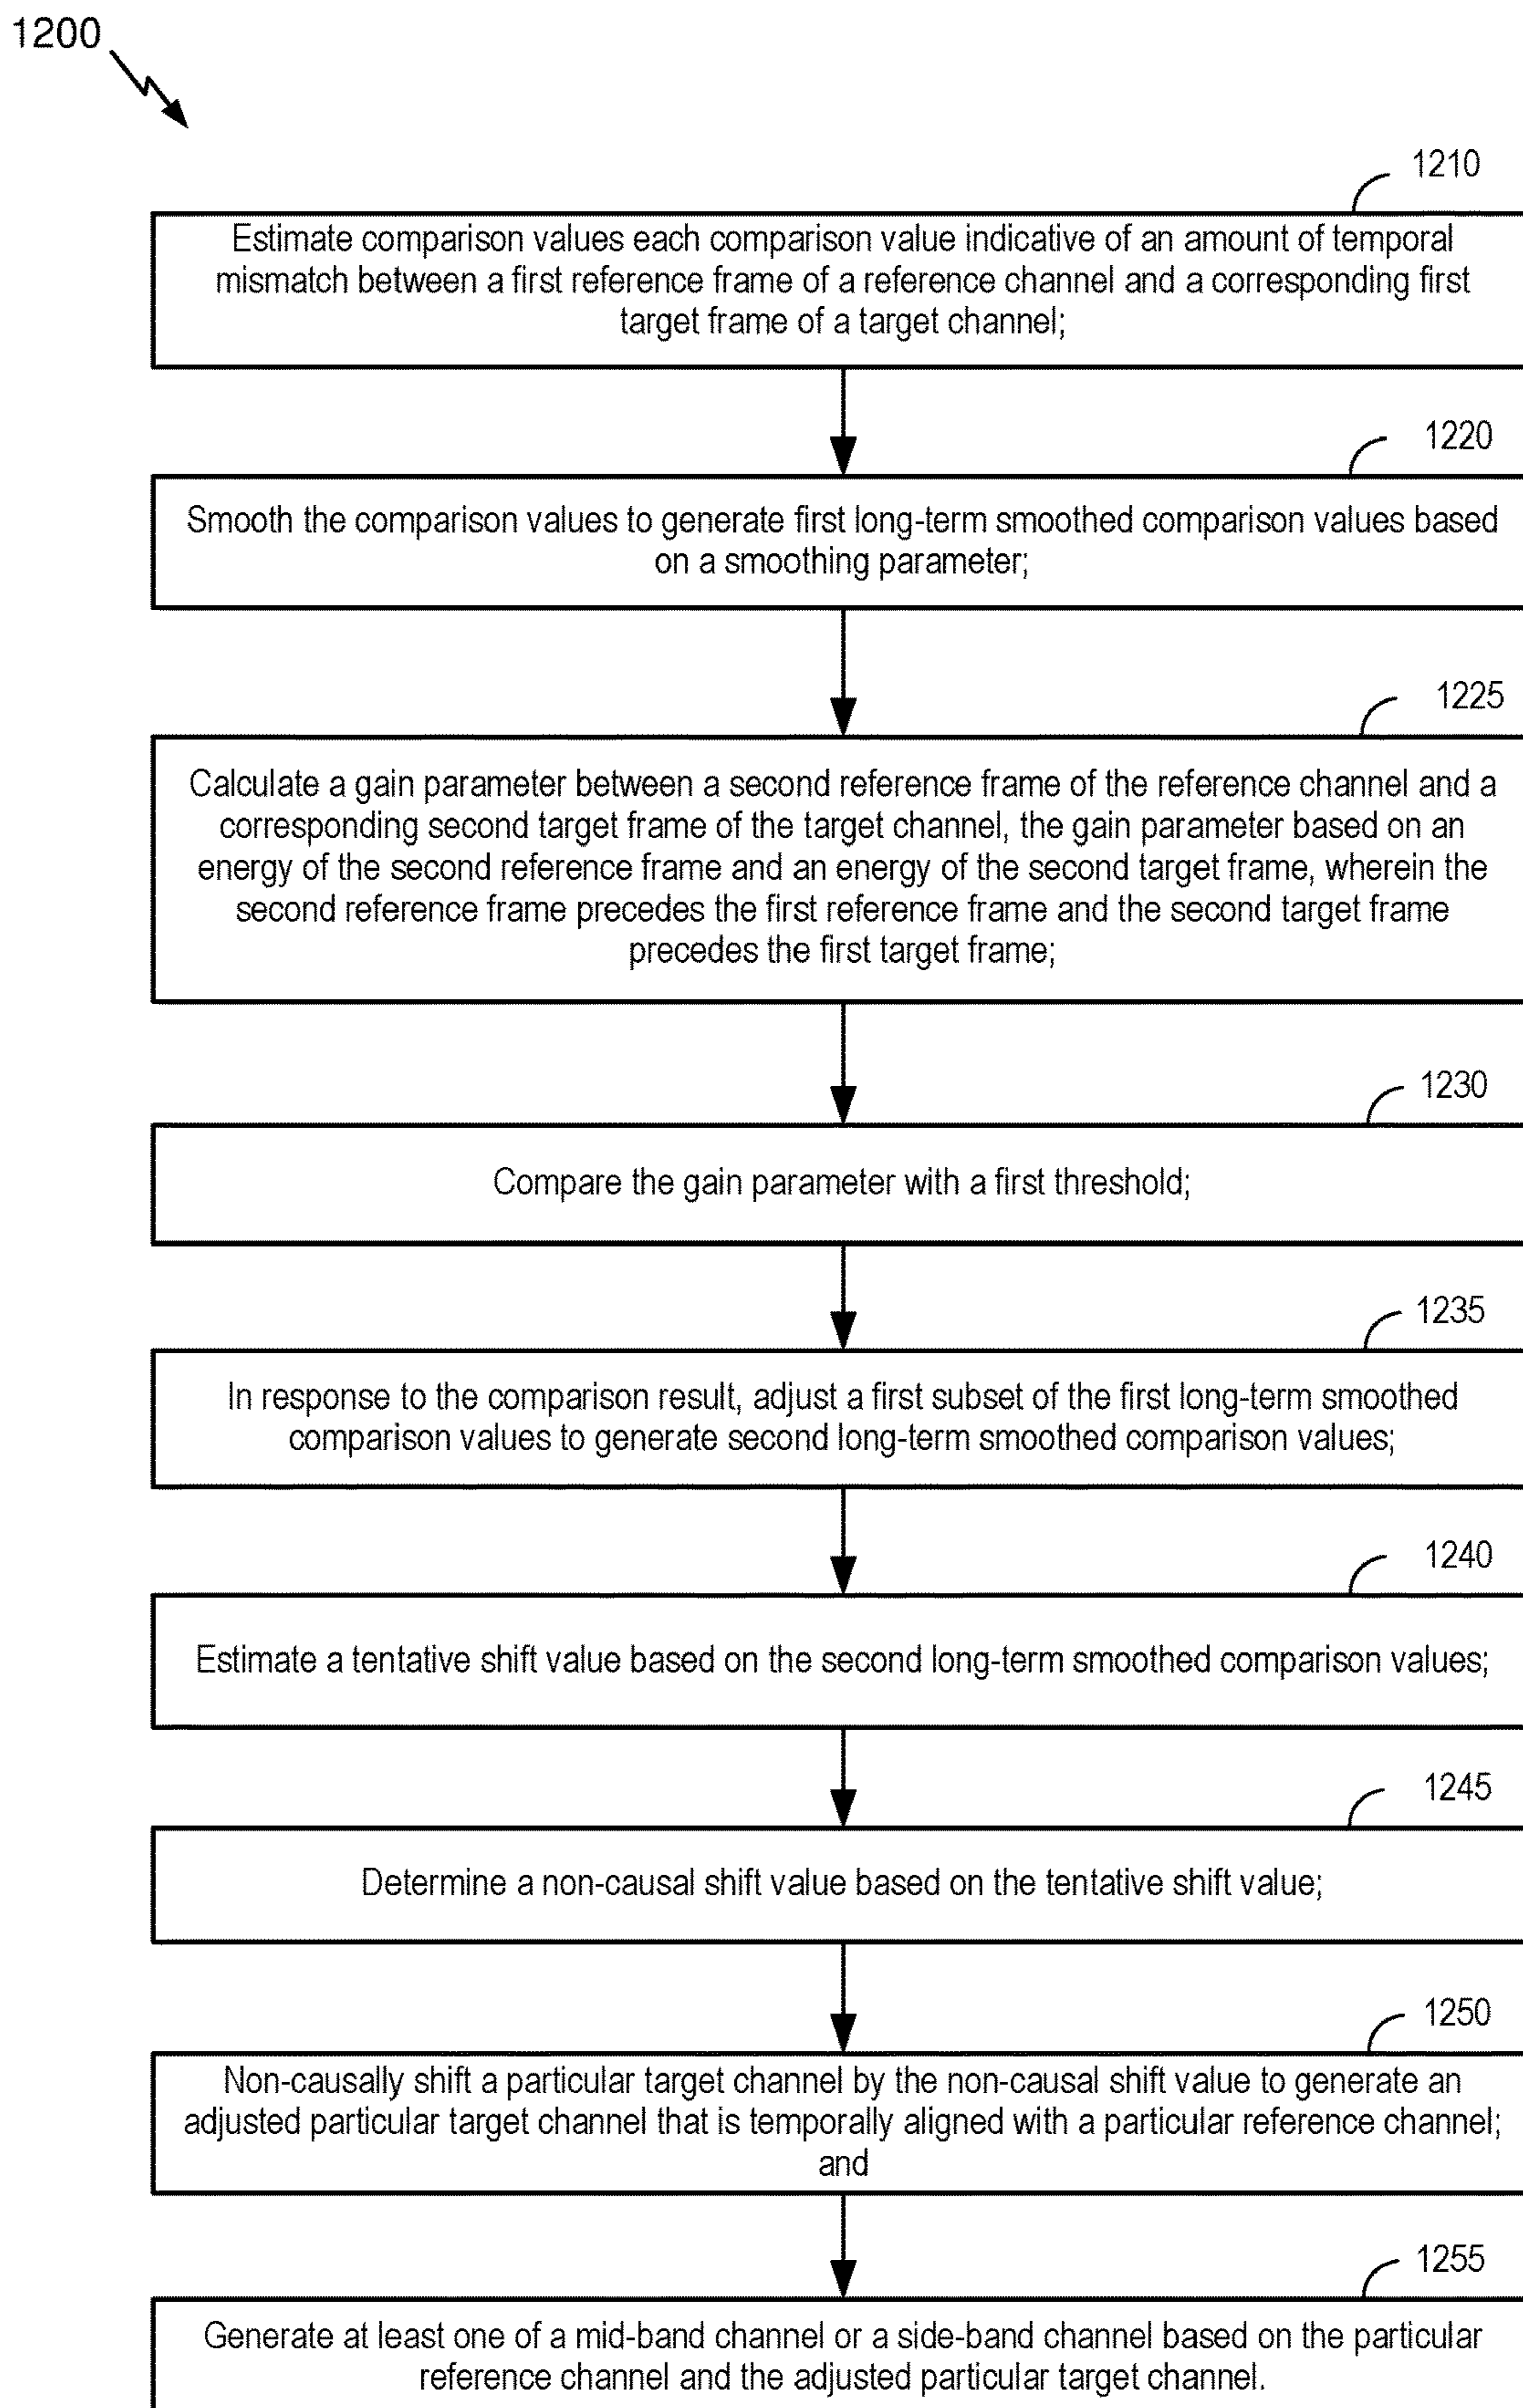 1200
1210
Estimate comparison values each comparison value indicative of an amount of temporal
mismatch between a first reference frame of a reference channel and a corresponding first
target frame of a target channel;
1220
Smooth the comparison values to generate first long-term smoothed comparison values based
on a smoothing parameter;
1225
Calculate a gain parameter between a second reference frame of the reference channel and a
corresponding second target frame of the target channel, the gain parameter based on an
energy of the second reference frame and an energy of the second target frame, wherein the
second reference frame precedes the first reference frame and the second target frame
precedes the first target frame;
1230
Compare the gain parameter with a first threshold;
1235
In response to the comparison result, adjust a first subset of the first long-term smoothed
comparison values to generate second long-term smoothed comparison values;
1240
Estimate a tentative shift value based on the second long-term smoothed comparison values;
1245
Determine a non-causal shift value based on the tentative shift value;
1250
Non-causally shift a particular target channel by the non-causal shift value to generate an
adjusted particular target channel that is temporally aligned with a particular reference channel;
and
1255
Generate at least one of a mid-band channel or a side-band channel based on the particular
reference channel and the adjusted particular target channel.